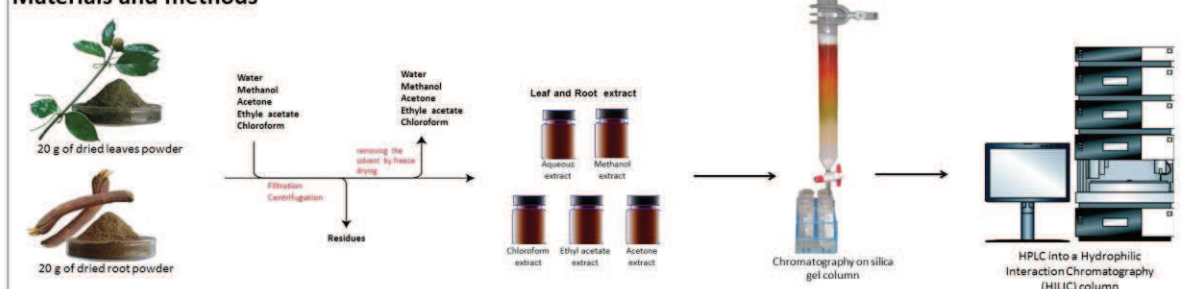 Materials and methods
20 g of dried leaves powder
20 g of dried root powder
Water
Methanol
Acetone
Ethyle acetate
Chloroform
Filtration
Centrifugation
removing the
solvent by freeze
drying
Water
Methanol
Acetone
Ethyle acetate
Chloroform
Residues
Leaf and Root extract
Aqueous
extract
Methanol
extract
Chloroform
extract
Ethyl acetate
extract
Acetone
extract
Chromatography on silica
gel column
HPLC into a Hydrophilic
Interaction Chromatography
(HILIC) column